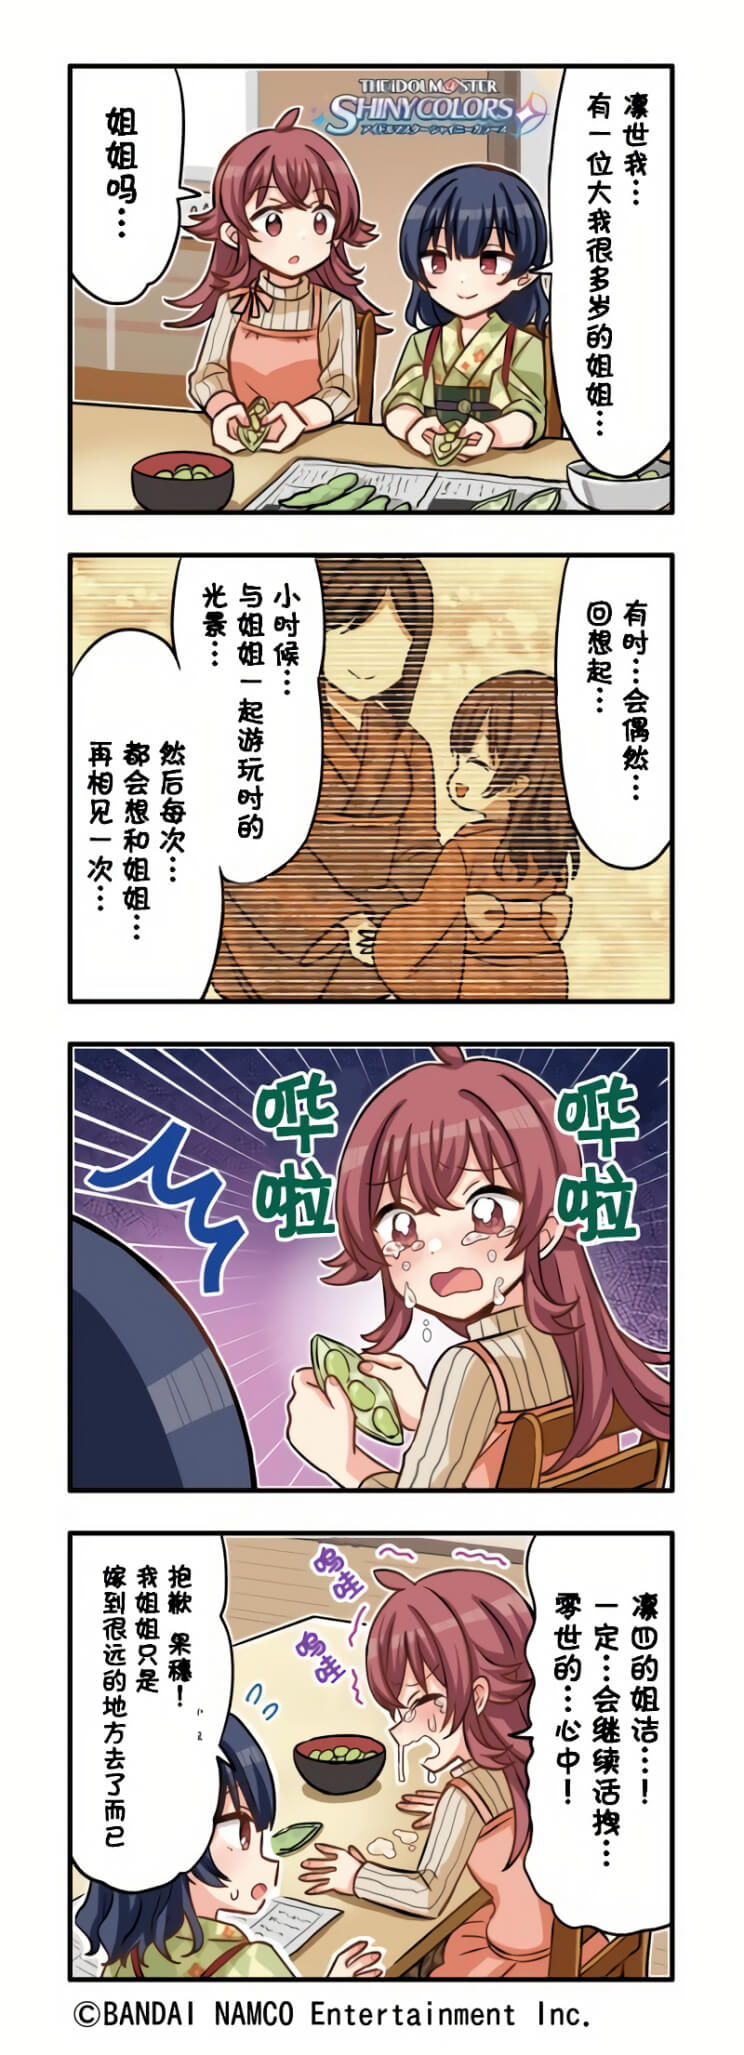 THE IDOLM@STER
SHINY COLORS
アイドルマスターシャイニーカラーズ
凛世我…
有一位大我很多岁的姐姐…
姐姐吗…
有时…会偶然…
回想起…
小时候…
与姐姐一起游玩时的
光景…
然后每次…
都会想和姐姐…
再相见一次…
哗啦
哗啦
凛四的姐洁…!
一定…会继续活拽…
零世的…心中!
呜哇
呜哇
抱歉 果穗!
我姐姐只是
嫁到很远的地方去了而已
©BANDAI NAMCO Entertainment Inc.